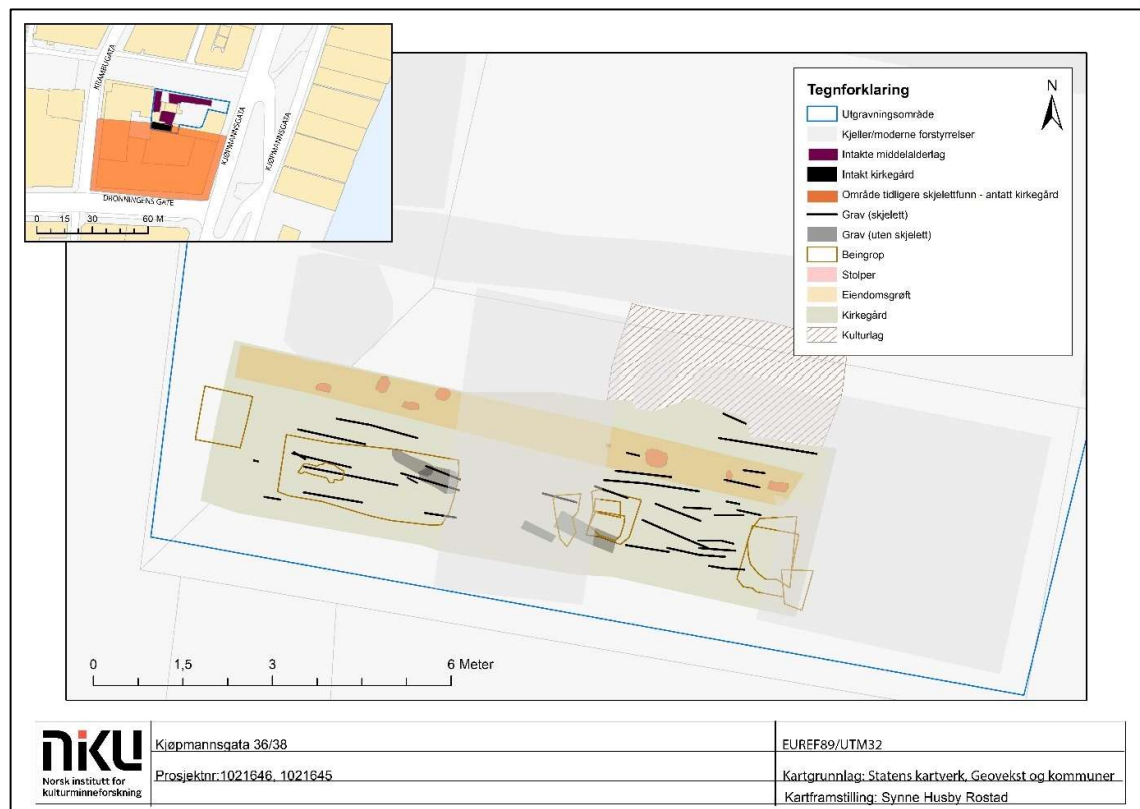 KRAMBUGATA
KJØPMANNSGATA
KJØPMANNSGATA
DRONNINGENS GATE
0 15 30 60 M
Tegnforklaring
N
Utgravningsområde
Kjeller/moderne forstyrrelser
Intakte middelalderlag
Intakt kirkegård
Område tidligere skjelettfunn - antatt kirkegård
Grav (skjelett)
Grav (uten skjelett)
Beingrop
Stolper
Eiendomsgrøft
Kirkegård
Kulturlag
0 1,5 3 6 Meter
niku
Norsk institutt for
kulturminneforskning
Kjøpmannsgata 36/38
Prosjektnr:1021646, 1021645
EUREF89/UTM32
Kartgrunnlag: Statens kartverk, Geovekst og kommuner
Kartframstilling: Synne Husby Rostad